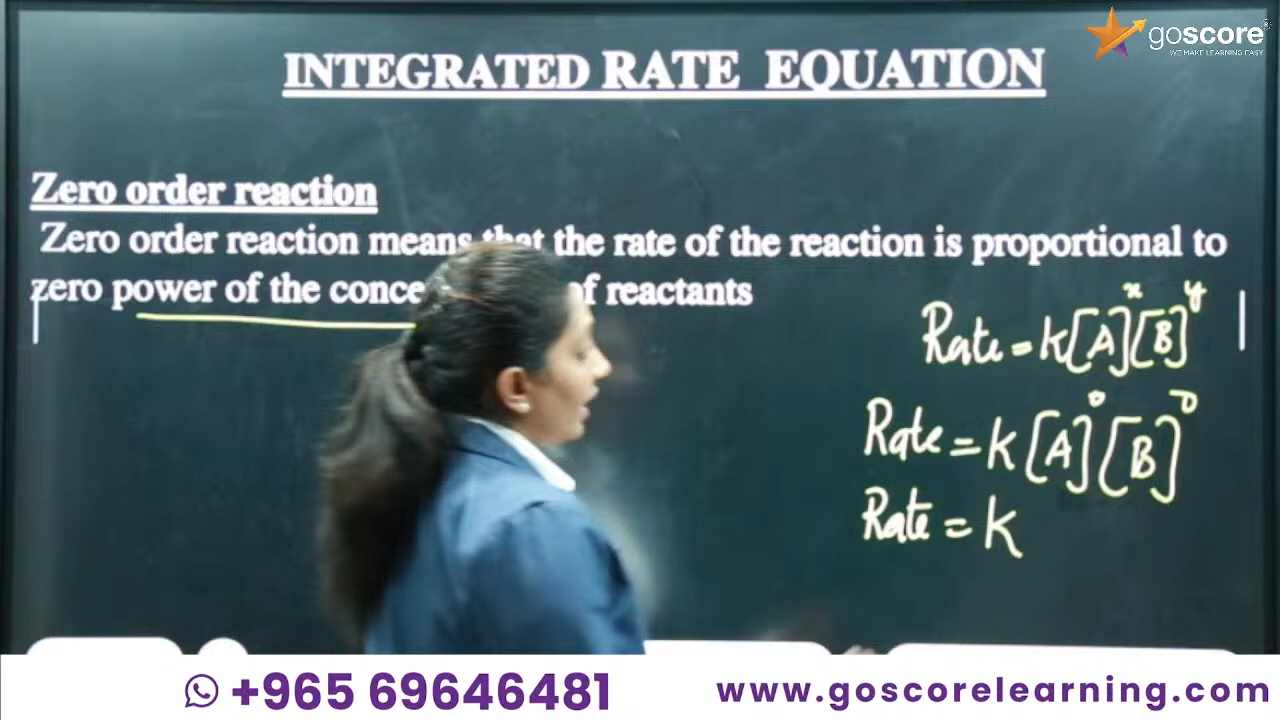 goscore
WE MAKE LEARNING EASY
INTEGRATED RATE EQUATION
Zero order reaction
Zero order reaction means that the rate of the reaction is proportional to
zero power of the conce of reactants
Rate = K[A]ˣ[B]ʸ
Rate = K[A]⁰[B]⁰
Rate = K
+965 69646481
www.goscorelearning.com